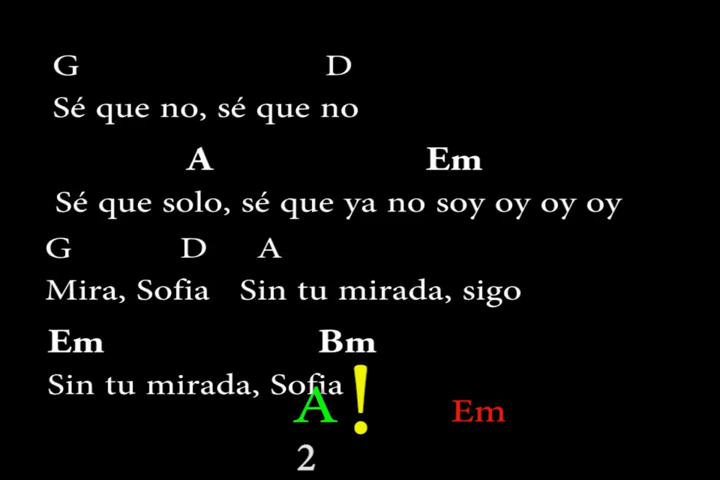 G D
Sé que no, sé que no
A Em
Sé que solo, sé que ya no soy oy oy oy
G D A
Mira, Sofia Sin tu mirada, sigo
Em Bm
Sin tu mirada, Sofia
A ! Em
2